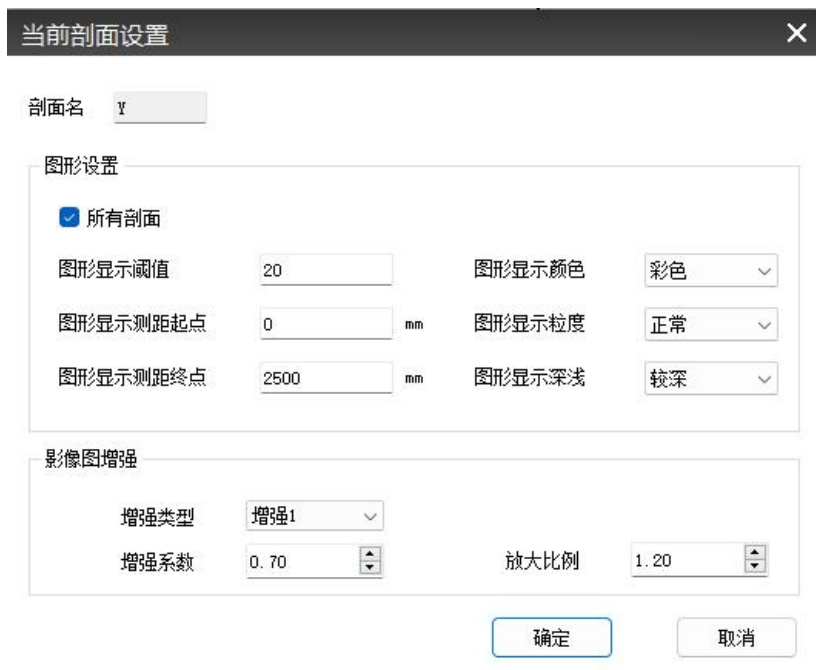 当前剖面设置
剖面名 Y
图形设置
所有剖面
图形显示阈值 20 图形显示颜色 彩色
图形显示测距起点 0 mm 图形显示粒度 正常
图形显示测距终点 2500 mm 图形显示深浅 较深
影像图增强
增强类型 增强1
增强系数 0.70 放大比例 1.20
确定 取消